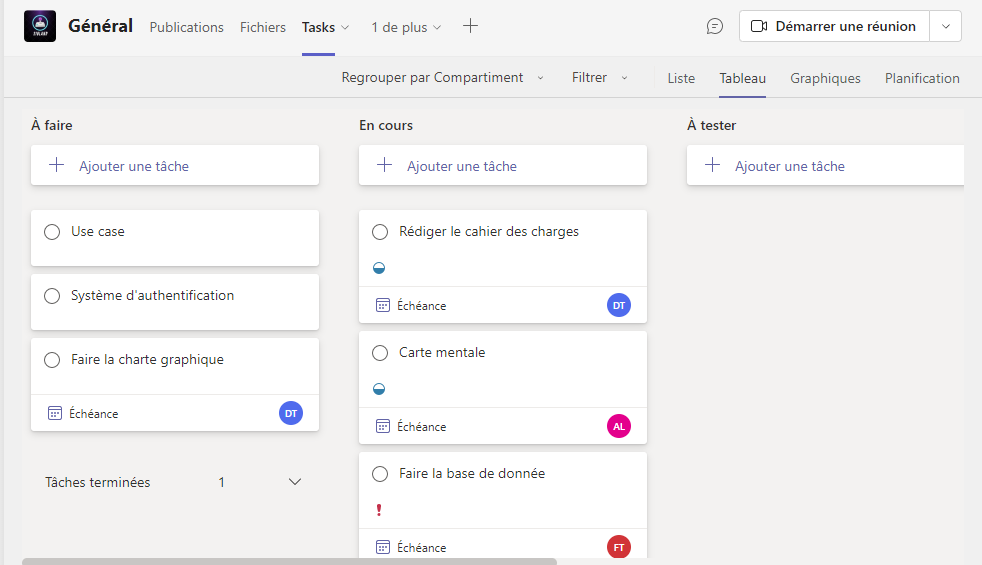 Général Publications Fichiers Tasks 1 de plus Démarrer une réunion
Regrouper par Compartiment Filtrer Liste Tableau Graphiques Planification
À faire
Ajouter une tâche
Use case
Système d'authentification
Faire la charte graphique
Échéance DT
Tâches terminées 1
En cours
Ajouter une tâche
Rédiger le cahier des charges
Échéance DT
Carte mentale
Échéance AL
Faire la base de donnée
Échéance FT
À tester
Ajouter une tâche